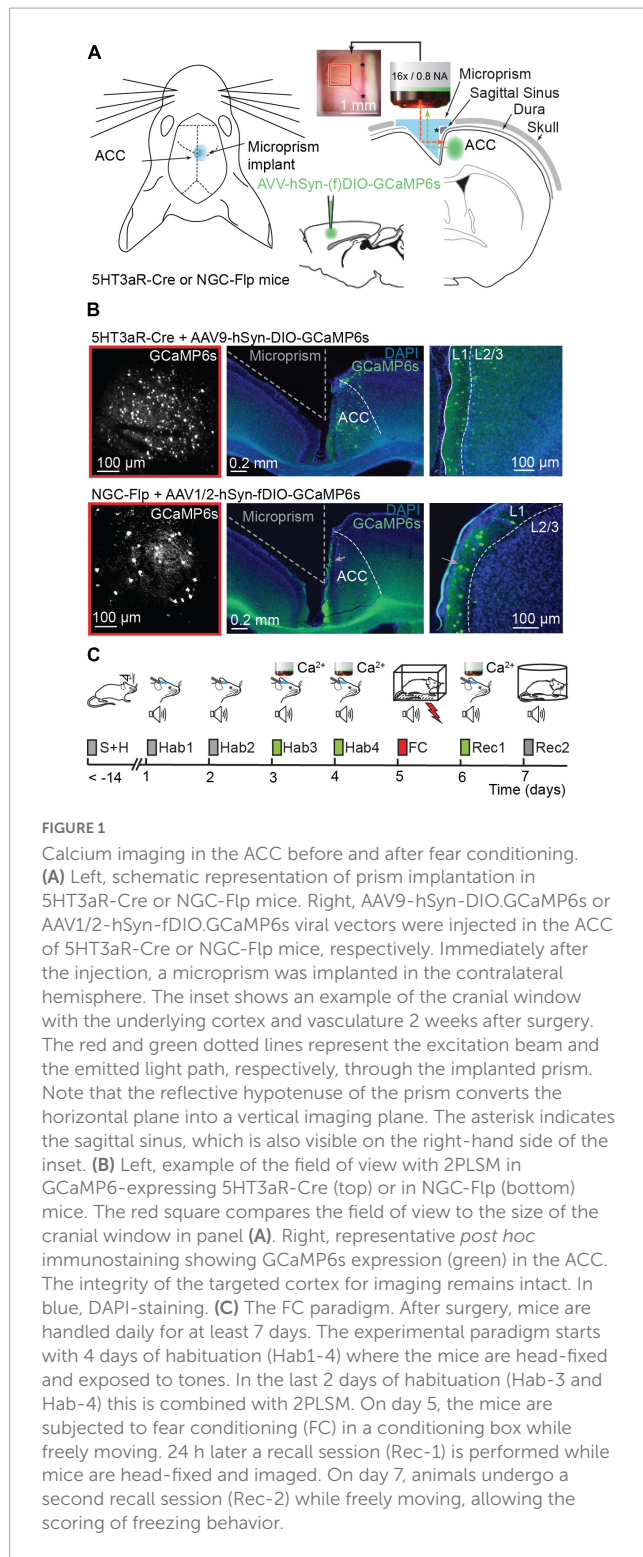 A
16x / 0.8 NA
1 mm
Microprism
Sagittal Sinus
Dura
Skull
ACC
Microprism
implant
ACC
AVV-hSyn-(f)DIO-GCaMP6s
5HT3aR-Cre or NGC-Flp mice
B
5HT3aR-Cre + AAV9-hSyn-DIO-GCaMP6s
GCaMP6s
100 µm
Microprism
DAPI
GCaMP6s
ACC
0.2 mm
L1
L2/3
100 µm
NGC-Flp + AAV1/2-hSyn-fDIO-GCaMP6s
GCaMP6s
100 µm
Microprism
DAPI
GCaMP6s
ACC
0.2 mm
L1
L2/3
100 µm
C
Ca2+ Ca2+ Ca2+
S+H Hab1 Hab2 Hab3 Hab4 FC Rec1 Rec2
< -14 1 2 3 4 5 6 7
Time (days)
FIGURE 1
Calcium imaging in the ACC before and after fear conditioning.
(A) Left, schematic representation of prism implantation in
5HT3aR-Cre or NGC-Flp mice. Right, AAV9-hSyn-DIO.GCaMP6s or
AAV1/2-hSyn-fDIO.GCaMP6s viral vectors were injected in the ACC
of 5HT3aR-Cre or NGC-Flp mice, respectively. Immediately after
the injection, a microprism was implanted in the contralateral
hemisphere. The inset shows an example of the cranial window
with the underlying cortex and vasculature 2 weeks after surgery.
The red and green dotted lines represent the excitation beam and
the emitted light path, respectively, through the implanted prism.
Note that the reflective hypotenuse of the prism converts the
horizontal plane into a vertical imaging plane. The asterisk indicates
the sagittal sinus, which is also visible on the right-hand side of the
inset. (B) Left, example of the field of view with 2PLSM in
GCaMP6-expressing 5HT3aR-Cre (top) or in NGC-Flp (bottom)
mice. The red square compares the field of view to the size of the
cranial window in panel (A). Right, representative post hoc
immunostaining showing GCaMP6s expression (green) in the ACC.
The integrity of the targeted cortex for imaging remains intact. In
blue, DAPI-staining. (C) The FC paradigm. After surgery, mice are
handled daily for at least 7 days. The experimental paradigm starts
with 4 days of habituation (Hab1-4) where the mice are head-fixed
and exposed to tones. In the last 2 days of habituation (Hab-3 and
Hab-4) this is combined with 2PLSM. On day 5, the mice are
subjected to fear conditioning (FC) in a conditioning box while
freely moving. 24 h later a recall session (Rec-1) is performed while
mice are head-fixed and imaged. On day 7, animals undergo a
second recall session (Rec-2) while freely moving, allowing the
scoring of freezing behavior.